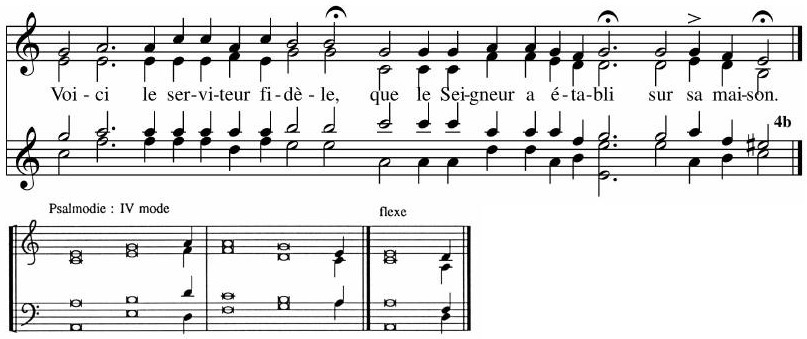 Voi-ci le ser-vi-teur fi-dè-le, que le Sei-gneur a é-ta-bli sur sa mai-son.
4b
Psalmodie : IV mode
flexe